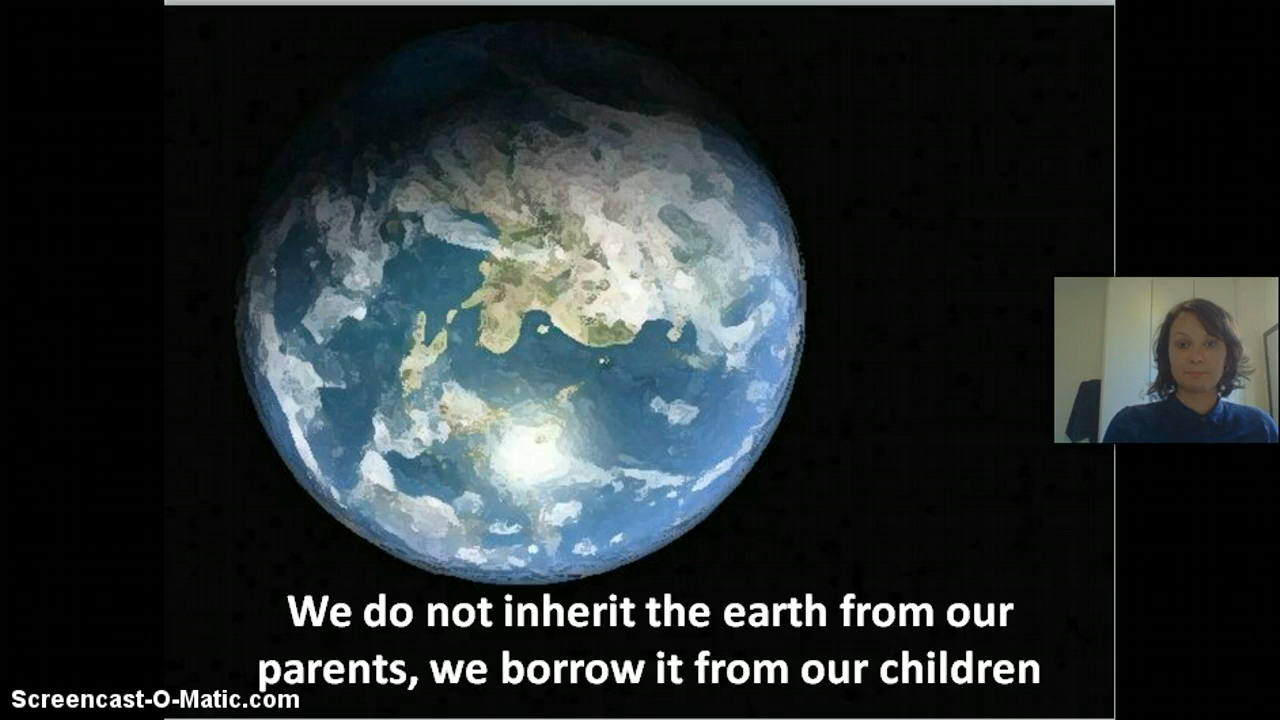 We do not inherit the earth from our
parents, we borrow it from our children
Screencast-O-Matic.com